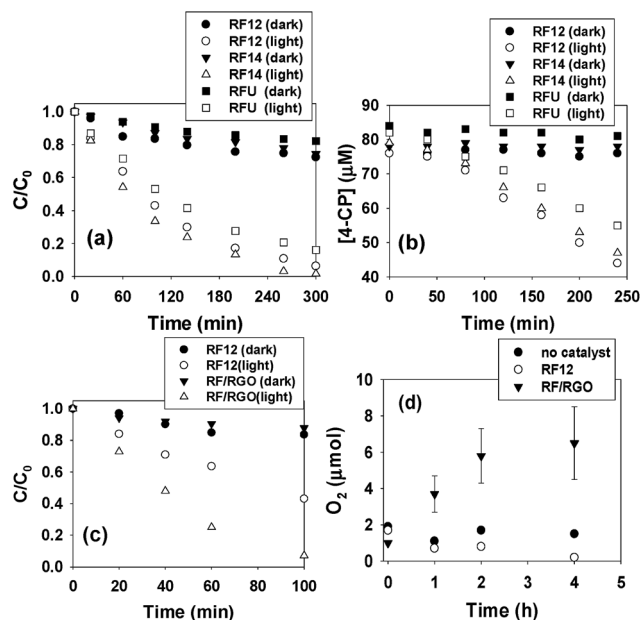 RF12 (dark)
RF12 (light)
RF14 (dark)
RF14 (light)
RFU (dark)
RFU (light)
1.0
0.8
0.6
0.4
0.2
0.0
C/C0
(a)
0 60 120 180 240 300
Time (min)
RF12 (dark)
RF12 (light)
RF14 (dark)
RF14 (light)
RFU (dark)
RFU (light)
90
80
70
60
50
40
[4-CP] (µM)
(b)
0 50 100 150 200 250
Time (min)
RF12 (dark)
RF12(light)
RF/RGO (dark)
RF/RGO(light)
1.0
0.8
0.6
0.4
0.2
0.0
C/C0
(c)
0 20 40 60 80 100
Time (min)
no catalyst
RF12
RF/RGO
(d)
10
8
6
4
2
0
O2 (µmol)
0 1 2 3 4 5
Time (h)